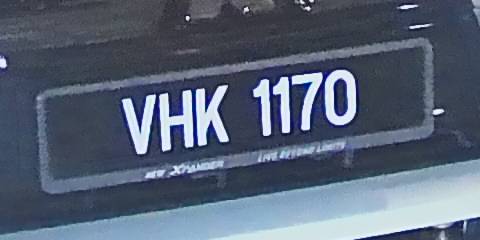 VHK 1170
NEW XPANDER LIVE BEYOND LIMITS